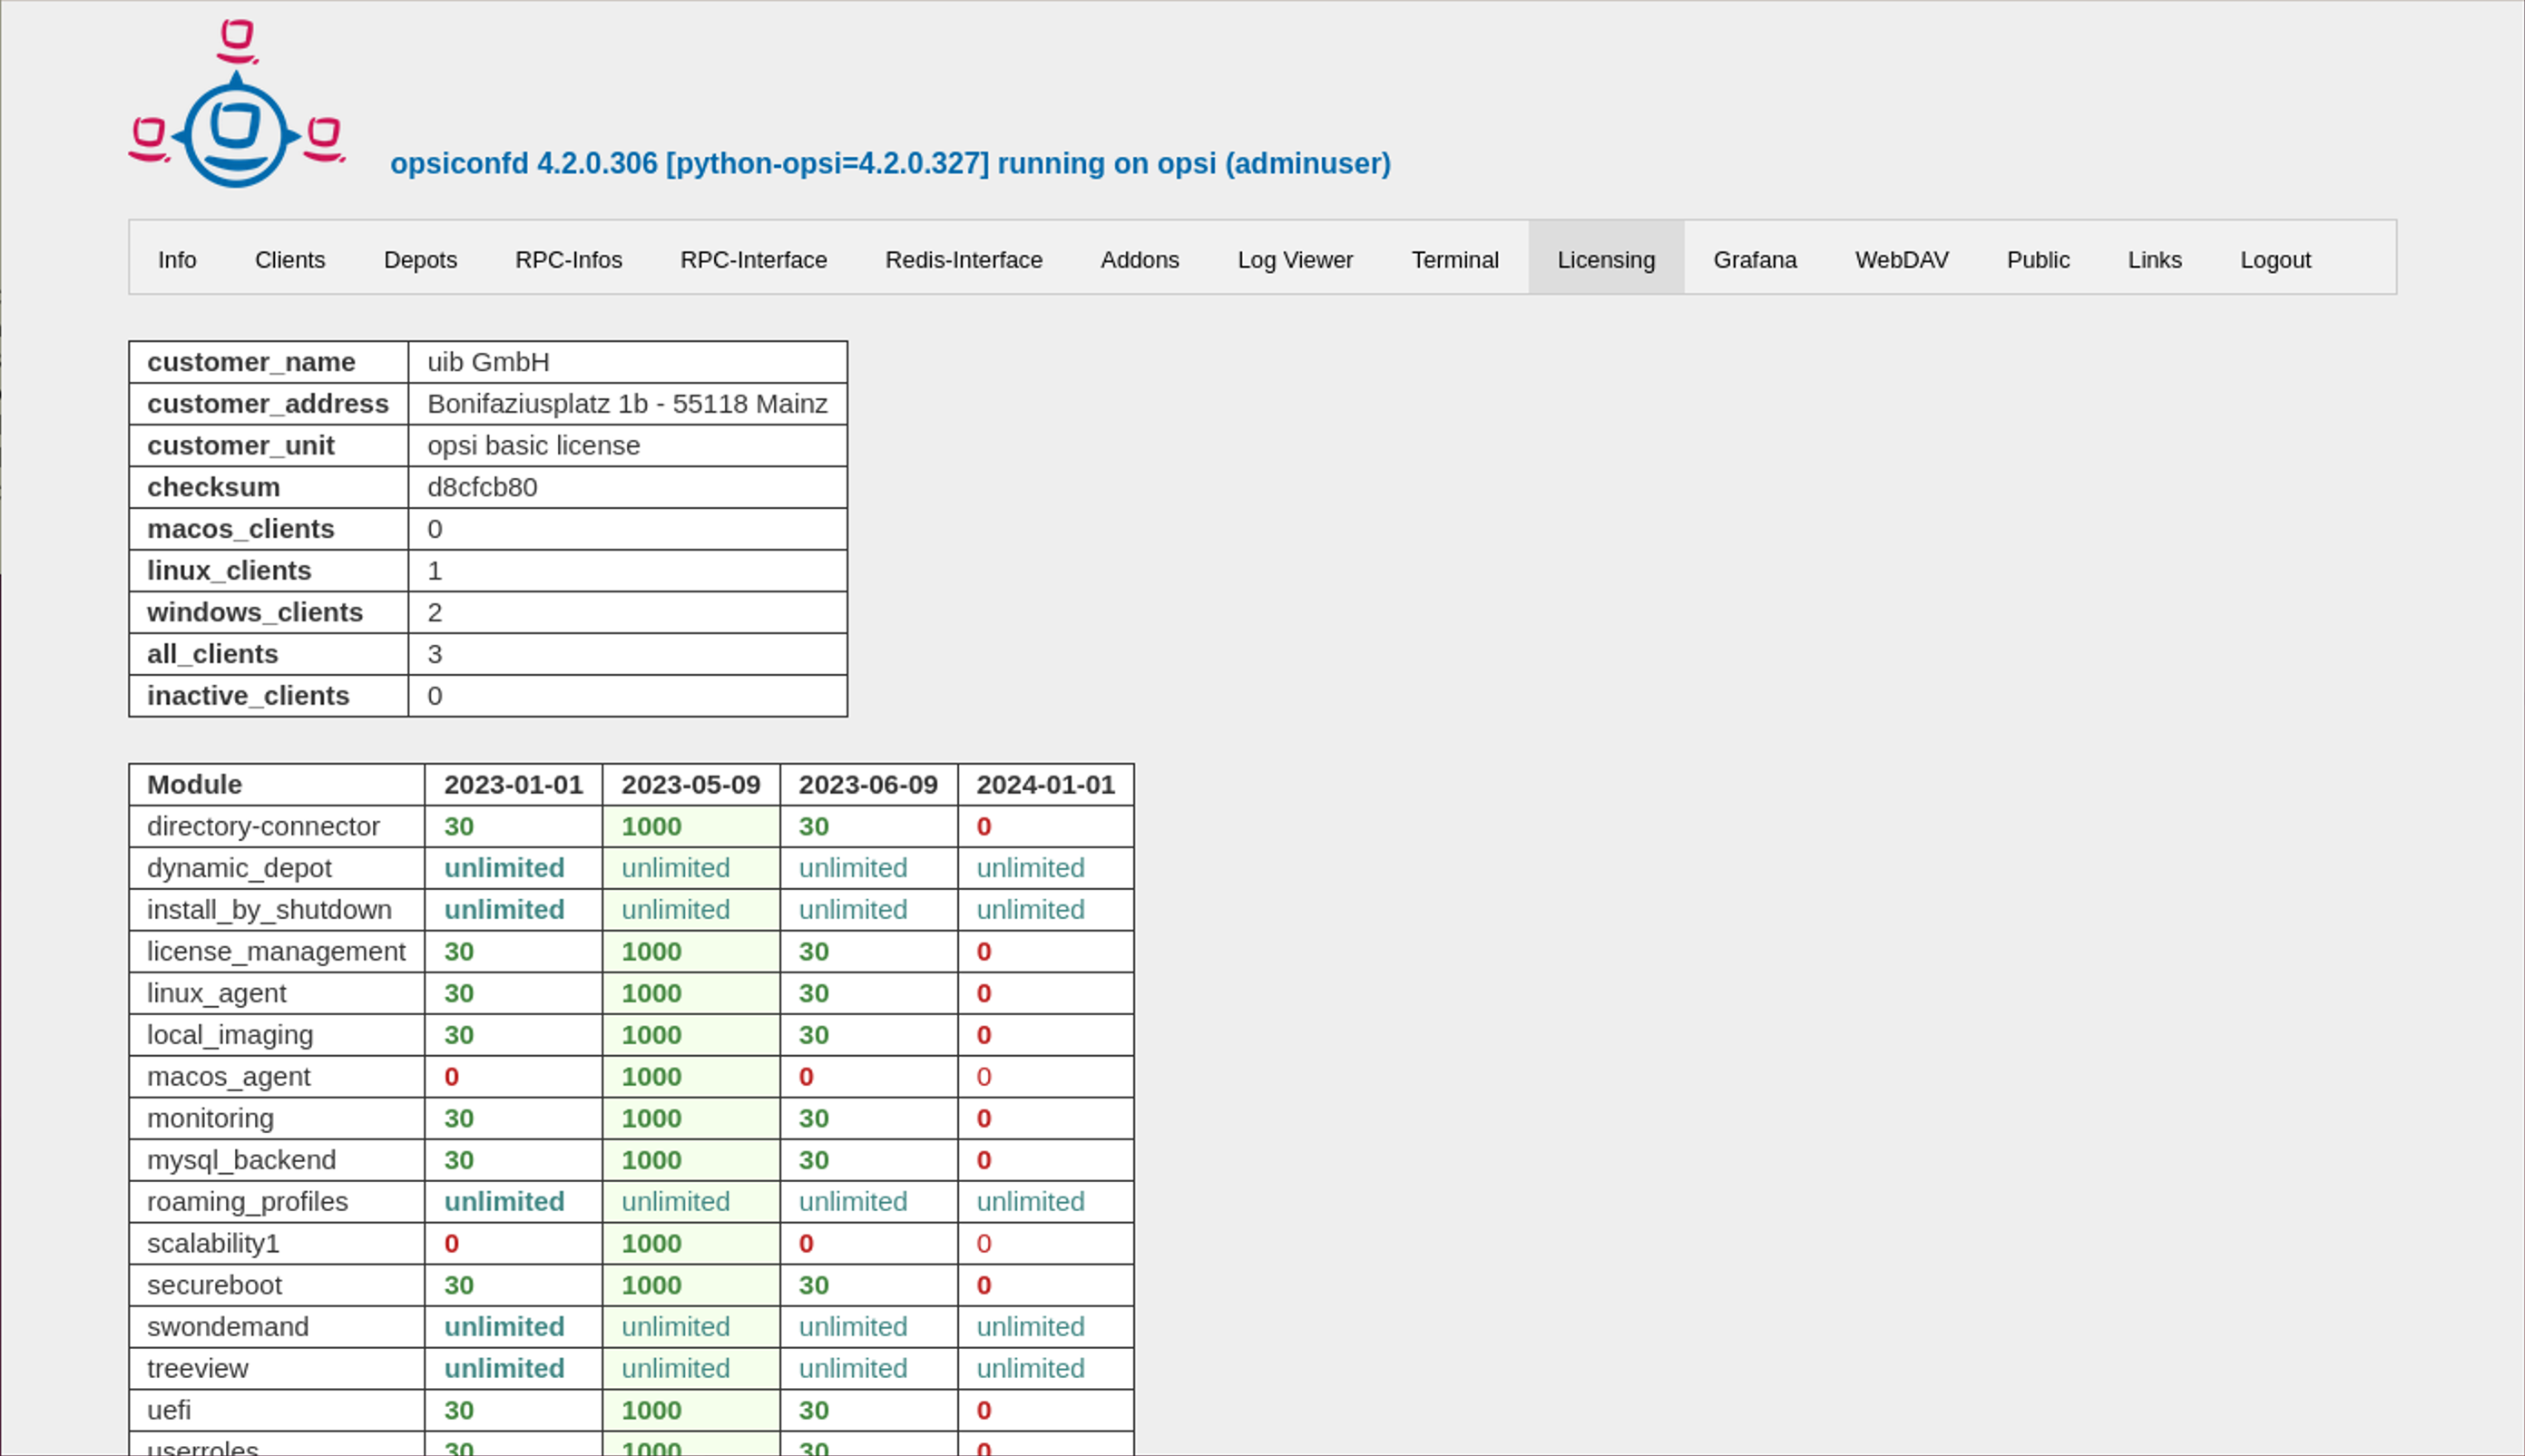 opsiconfd 4.2.0.306 [python-opsi=4.2.0.327] running on opsi (adminuser)
Info Clients Depots RPC-Infos RPC-Interface Redis-Interface Addons Log Viewer Terminal Licensing Grafana WebDAV Public Links Logout
customer_name uib GmbH
customer_address Bonifaziusplatz 1b - 55118 Mainz
customer_unit opsi basic license
checksum d8cfcb80
macos_clients 0
linux_clients 1
windows_clients 2
all_clients 3
inactive_clients 0
Module 2023-01-01 2023-05-09 2023-06-09 2024-01-01
directory-connector 30 1000 30 0
dynamic_depot unlimited unlimited unlimited unlimited
install_by_shutdown unlimited unlimited unlimited unlimited
license_management 30 1000 30 0
linux_agent 30 1000 30 0
local_imaging 30 1000 30 0
macos_agent 0 1000 0 0
monitoring 30 1000 30 0
mysql_backend 30 1000 30 0
roaming_profiles unlimited unlimited unlimited unlimited
scalability1 0 1000 0 0
secureboot 30 1000 30 0
swondemand unlimited unlimited unlimited unlimited
treeview unlimited unlimited unlimited unlimited
uefi 30 1000 30 0
userroles 30 1000 30 0